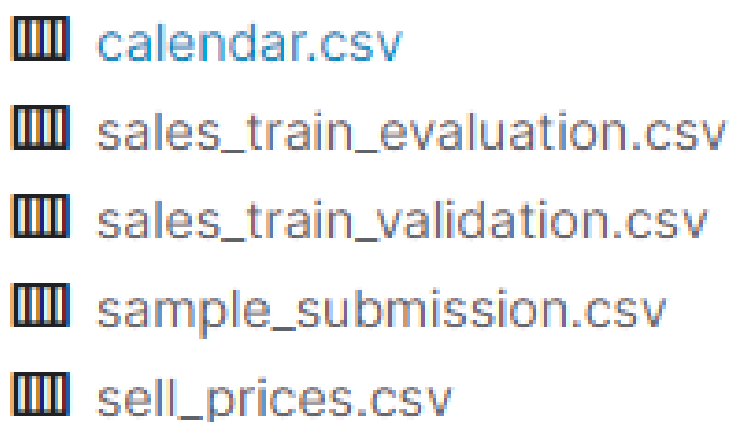 calendar.csv
sales_train_evaluation.csv
sales_train_validation.csv
sample_submission.csv
sell_prices.csv